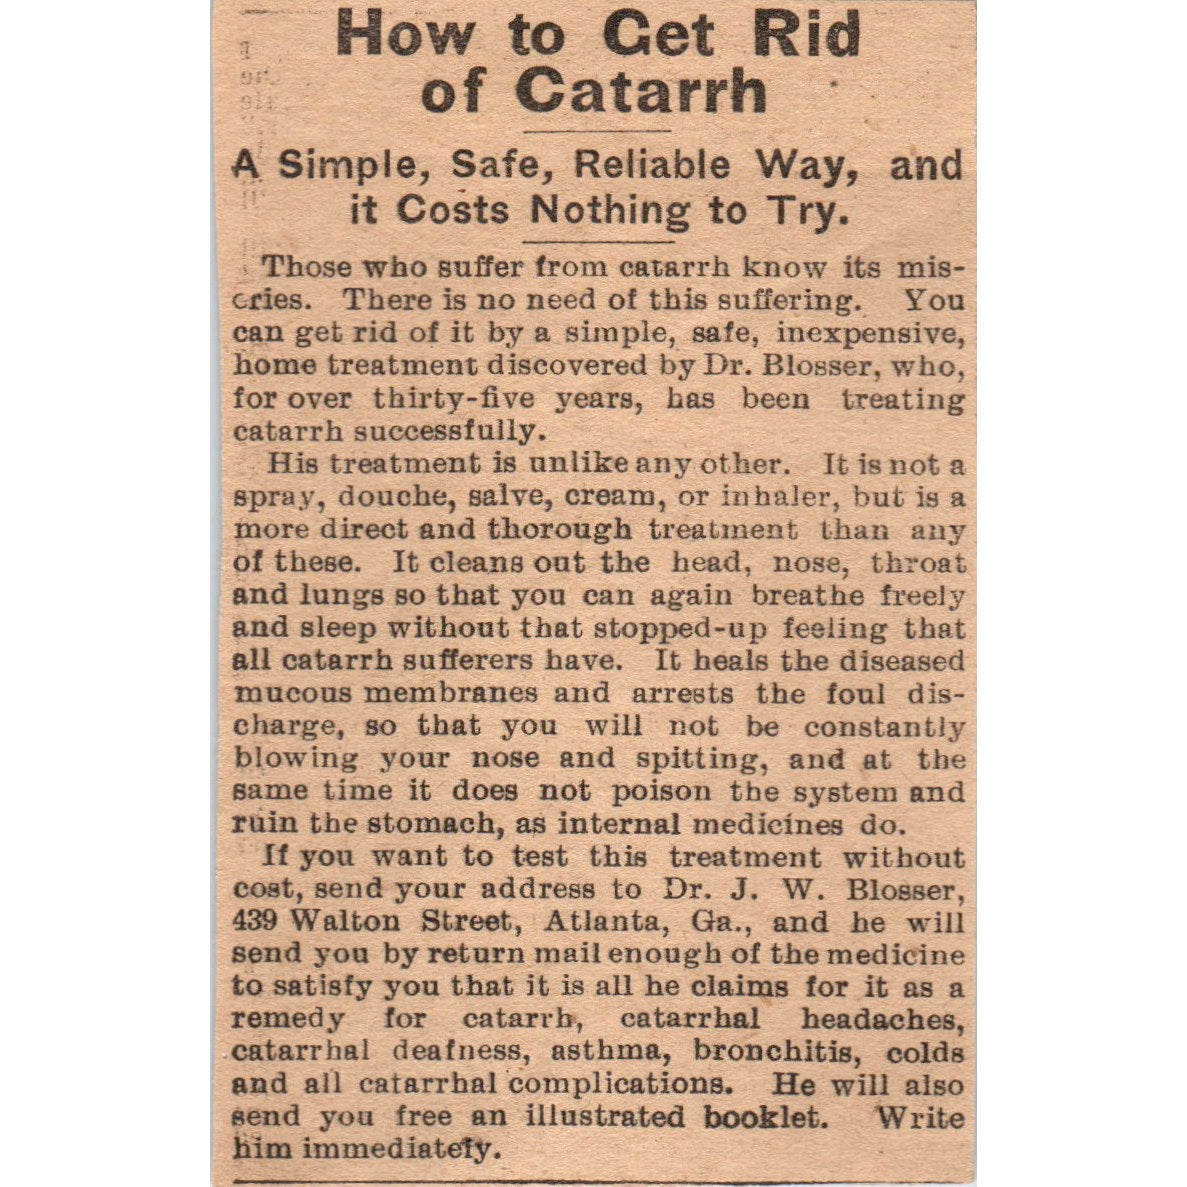 How to Get Rid
of Catarrh
A Simple, Safe, Reliable Way, and
it Costs Nothing to Try.
Those who suffer from catarrh know its mis-
eries. There is no need of this suffering. You
can get rid of it by a simple, safe, inexpensive,
home treatment discovered by Dr. Blosser, who,
for over thirty-five years, has been treating
catarrh successfully.
His treatment is unlike any other. It is not a
spray, douche, salve, cream, or inhaler, but is a
more direct and thorough treatment than any
of these. It cleans out the head, nose, throat
and lungs so that you can again breathe freely
and sleep without that stopped-up feeling that
all catarrh sufferers have. It heals the diseased
mucous membranes and arrests the foul dis-
charge, so that you will not be constantly
blowing your nose and spitting, and at the
same time it does not poison the system and
ruin the stomach, as internal medicines do.
If you want to test this treatment without
cost, send your address to Dr. J. W. Blosser,
439 Walton Street, Atlanta, Ga., and he will
send you by return mail enough of the medicine
to satisfy you that it is all he claims for it as a
remedy for catarrh, catarrhal headaches,
catarrhal deafness, asthma, bronchitis, colds
and all catarrhal complications. He will also
send you free an illustrated booklet. Write
him immediately.